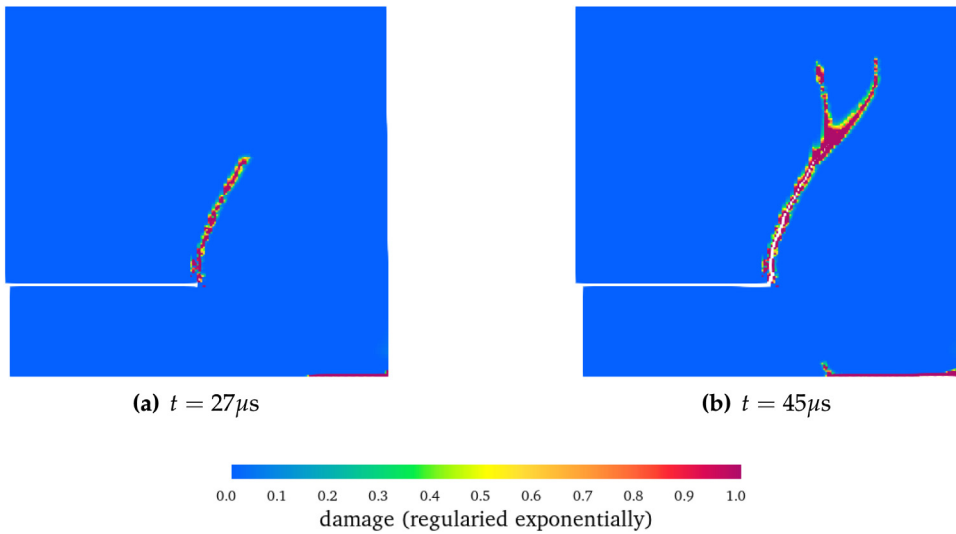 (a) t = 27μs
(b) t = 45μs
0.0 0.1 0.2 0.3 0.4 0.5 0.6 0.7 0.8 0.9 1.0
damage (regularied exponentially)